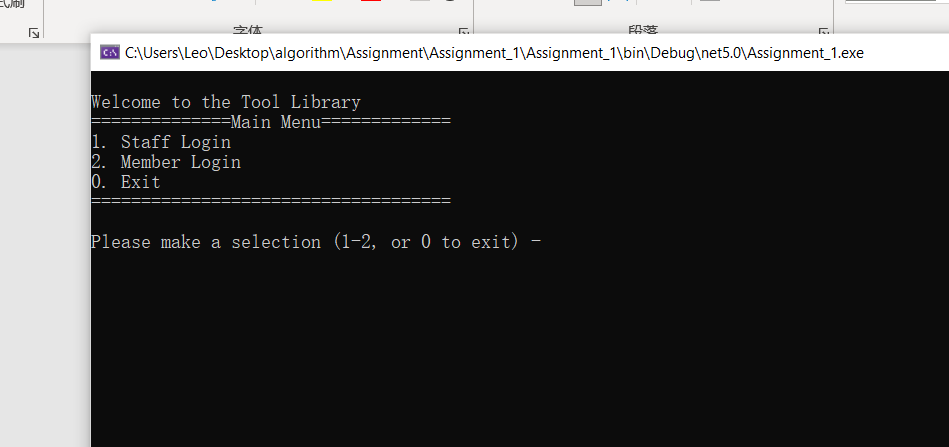 字体
段落
C:\Users\Leo\Desktop\algorithm\Assignment\Assignment_1\Assignment_1\bin\Debug\net5.0\Assignment_1.exe
Welcome to the Tool Library
==============Main Menu=============
1. Staff Login
2. Member Login
0. Exit
====================================
Please make a selection (1-2, or 0 to exit) -